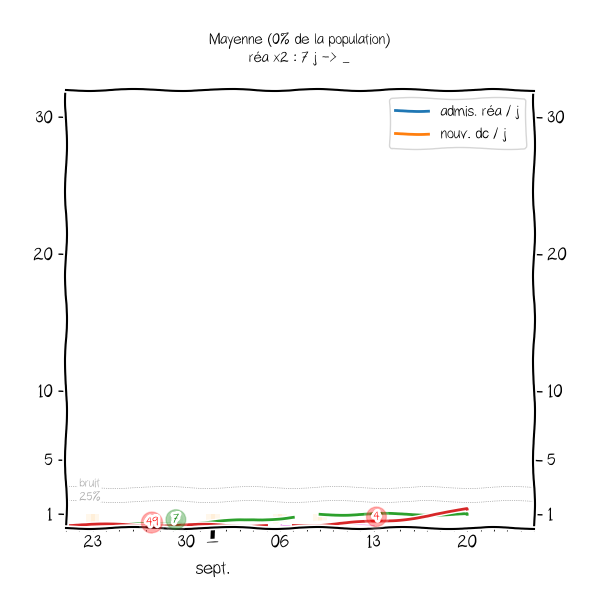 Mayenne (0% de la population)
réa x2 : 7 j -> _
admis. réa / j
nouv. dc / j
30 30
20 20
10 10
5 5
bruit
25%
1 49 7 4 1
23 30 1 06 13 20
sept.